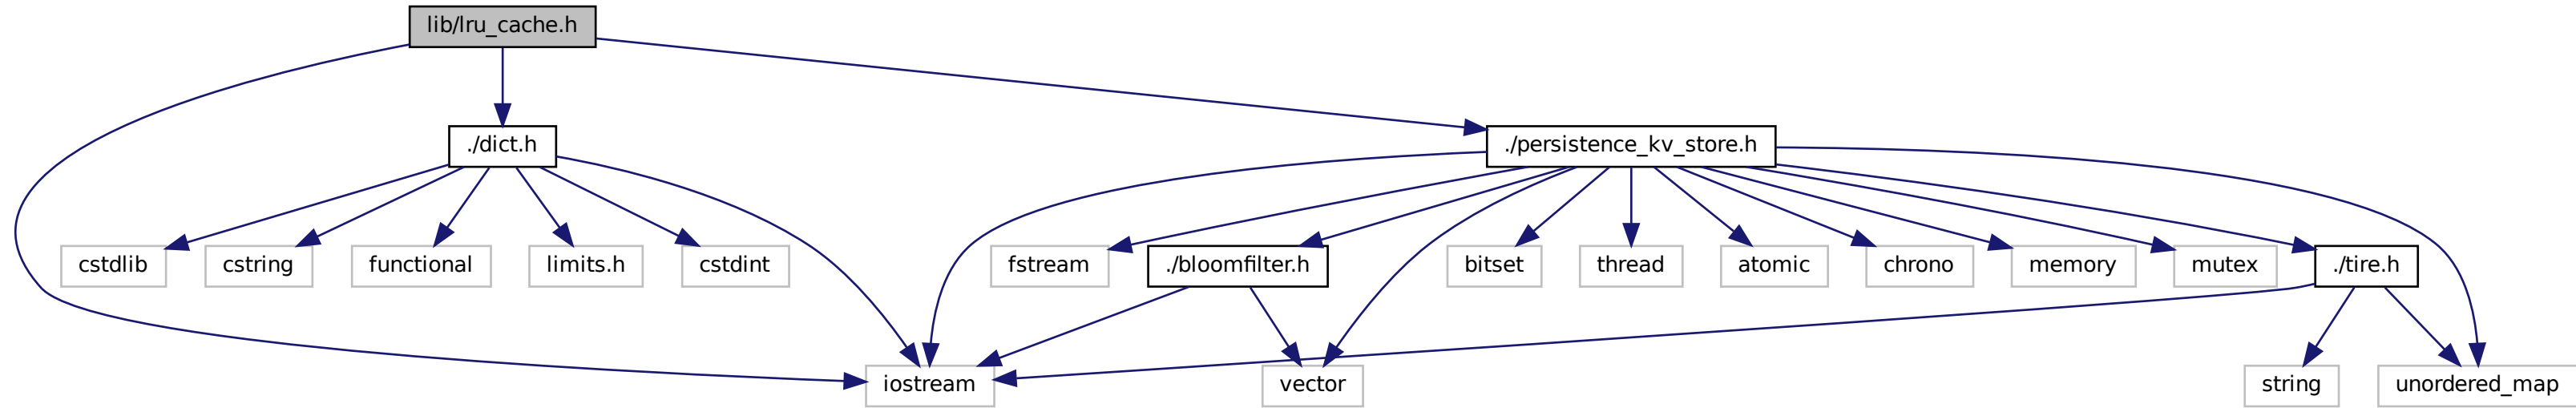 lib/lru_cache.h
./dict.h
./persistence_kv_store.h
cstdlib
cstring
functional
limits.h
cstdint
fstream
./bloomfilter.h
bitset
thread
atomic
chrono
memory
mutex
./tire.h
iostream
vector
string
unordered_map